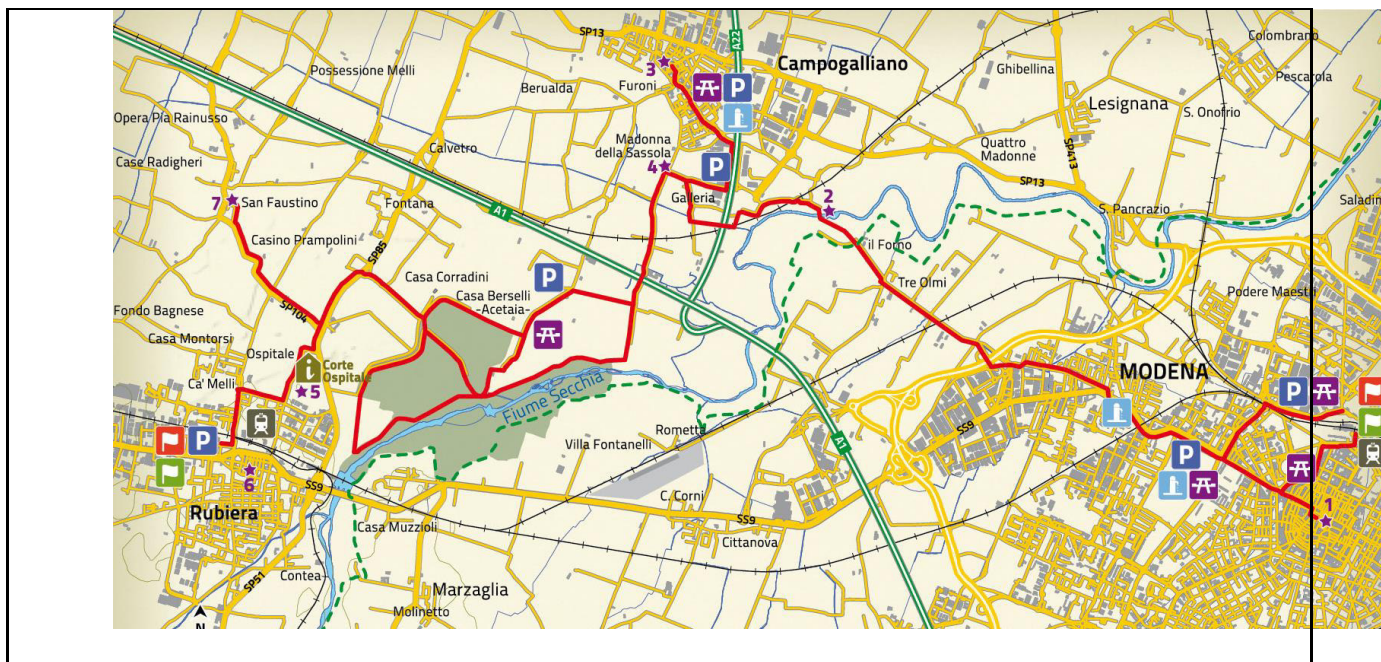 SP13
A22
Colombrano
3
Campogalliano
Ghibellina
Possessione Melli
Berualda
Furoni
P
Pescarola
Lesignana
S. Onofrio
Opera Pia Rainusso
Calvetro
Madonna
della Sassola
Quattro
Madonne
SP413
Case Radigheri
4
P
SP13
7
San Faustino
Fontana
Galleria
2
Saladin
A1
S. Pancrazio
Casino Prampolini
SP85
il Forno
Casa Corradini
P
Tre Olmi
Casa Berselli
-Acetaia-
Podere Maestri
Fondo Bagnese
SP104
Casa Montorsi
Ospitale
i
Corte
Ospitale
MODENA
Ca' Melli
5
P
Fiume Secchia
SS9
P
Villa Fontanelli
Rometta
A1
P
6
SS9
C. Corni
1
Rubiera
SS9
Casa Muzzioli
Cittanova
SP51
Contea
Marzaglia
Molinetto
N